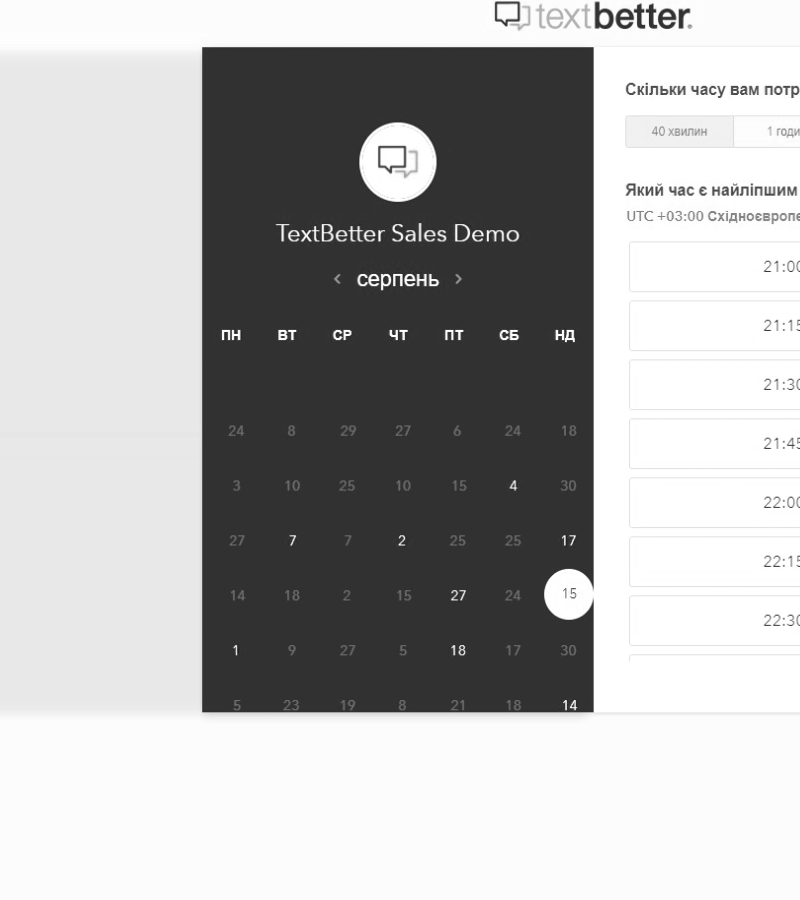 textbetter.
TextBetter Sales Demo
серпень
ПН ВТ СР ЧТ ПТ СБ НД
24 8 29 27 6 24 18
3 10 25 10 15 4 30
27 7 7 2 25 25 17
14 18 2 15 27 24 15
1 9 27 5 18 17 30
5 23 19 8 21 18 14
Скільки часу вам потр
40 хвилин 1 годи
Який час є найліпшим
UTC +03:00 Східноєвропе
21:00
21:15
21:30
21:45
22:00
22:15
22:30